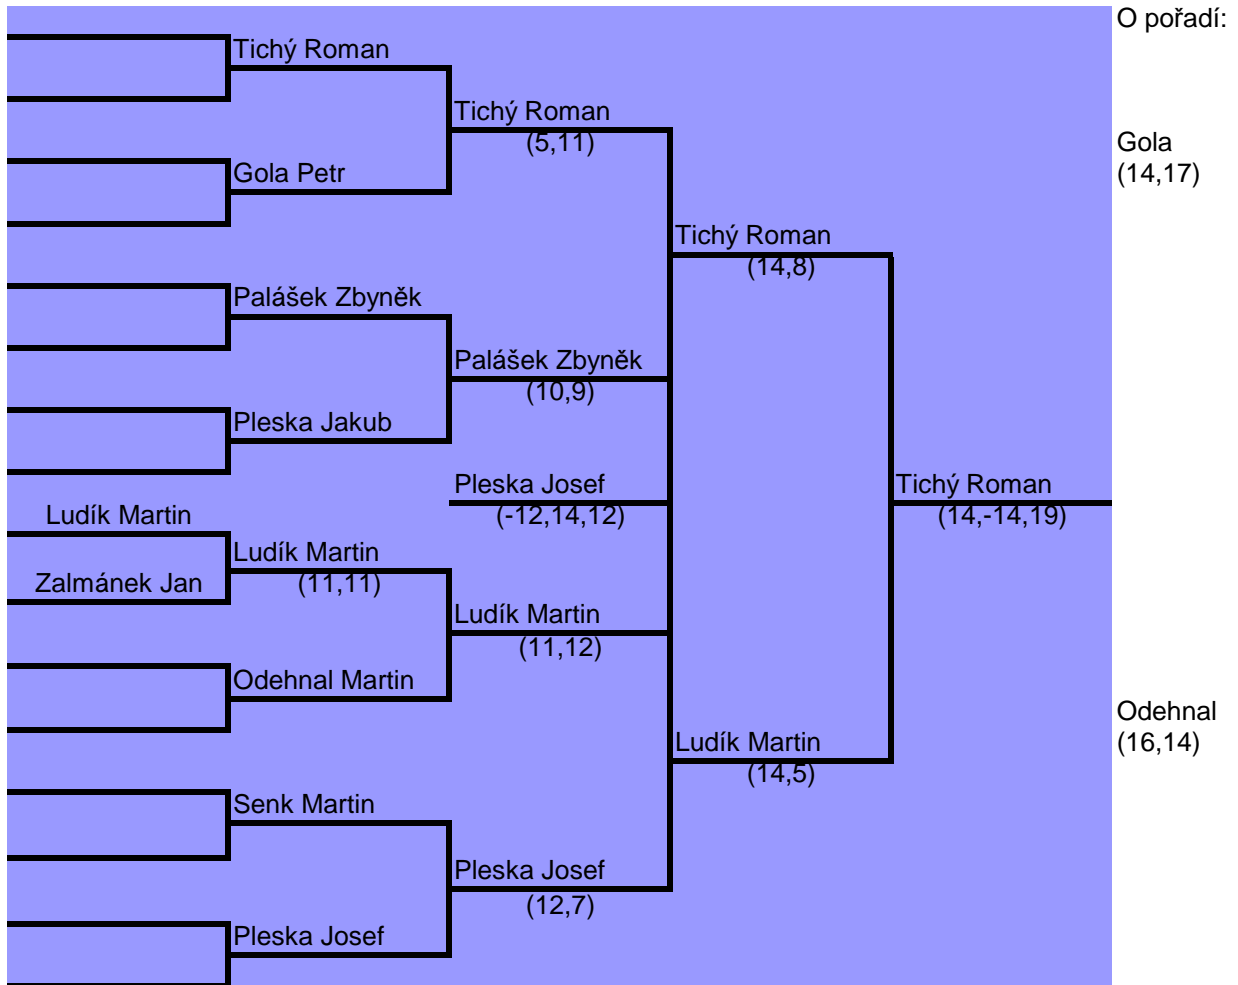 O pořadí:
Tichý Roman
Tichý Roman
(5,11)
Gola
(14,17)
Gola Petr
Tichý Roman
(14,8)
Palášek Zbyněk
Palášek Zbyněk
(10,9)
Pleska Jakub
Pleska Josef
(-12,14,12)
Tichý Roman
(14,-14,19)
Ludík Martin
Ludík Martin
(11,11)
Zalmánek Jan
Ludík Martin
(11,12)
Odehnal Martin
Odehnal
(16,14)
Ludík Martin
(14,5)
Senk Martin
Pleska Josef
(12,7)
Pleska Josef